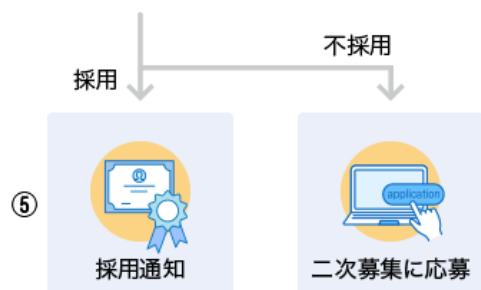 不採用
採用
⑤
application
採用通知
二次募集に応募